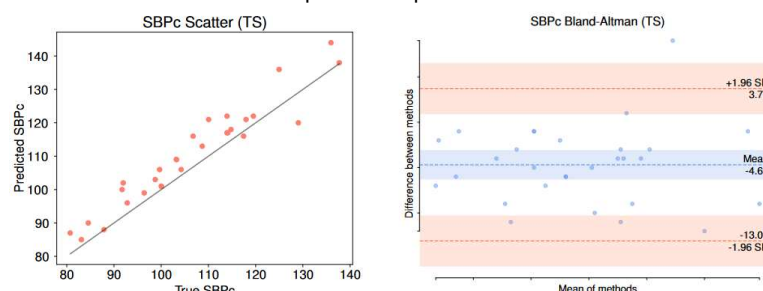 SBPc Scatter (TS)
140
130
120
110
100
90
80
Predicted SBPc
80 90 100 110 120 130 140
True SBPc
SBPc Bland-Altman (TS)
Difference between methods
+1.96 S
3.7
Mea
-4.6
-13.0
-1.96 S
Mean of methods